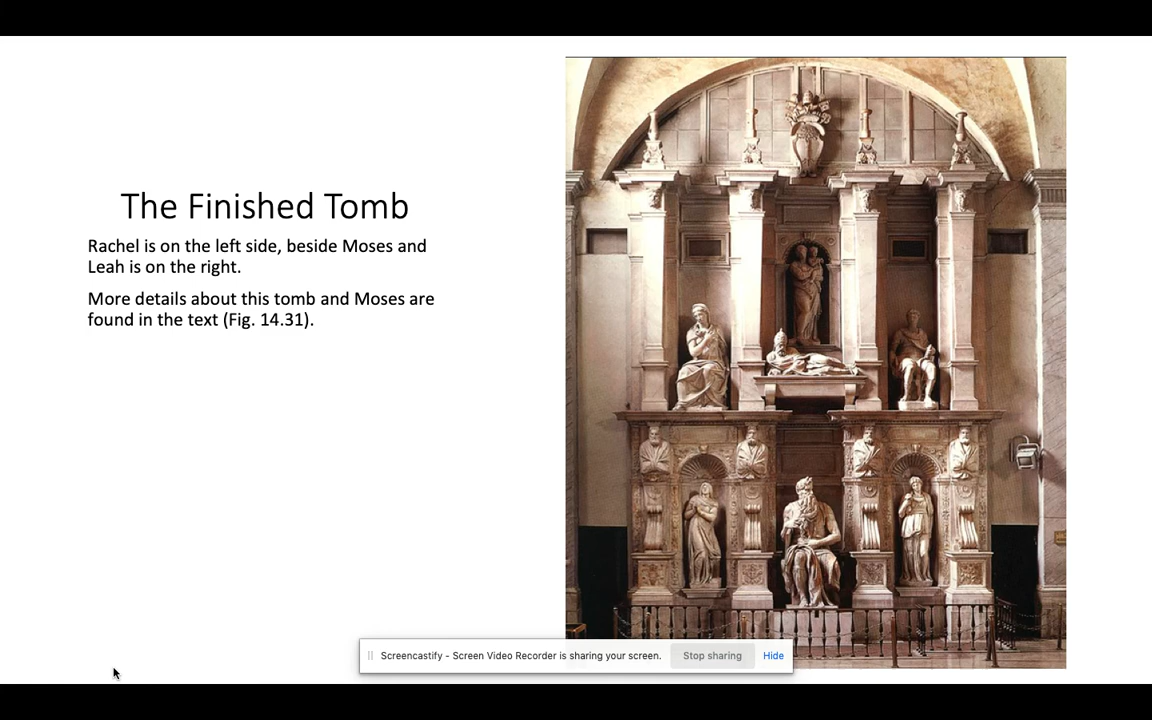 The Finished Tomb
Rachel is on the left side, beside Moses and
Leah is on the right.
More details about this tomb and Moses are
found in the text (Fig. 14.31).
Screencastify - Screen Video Recorder is sharing your screen.
Stop sharing
Hide